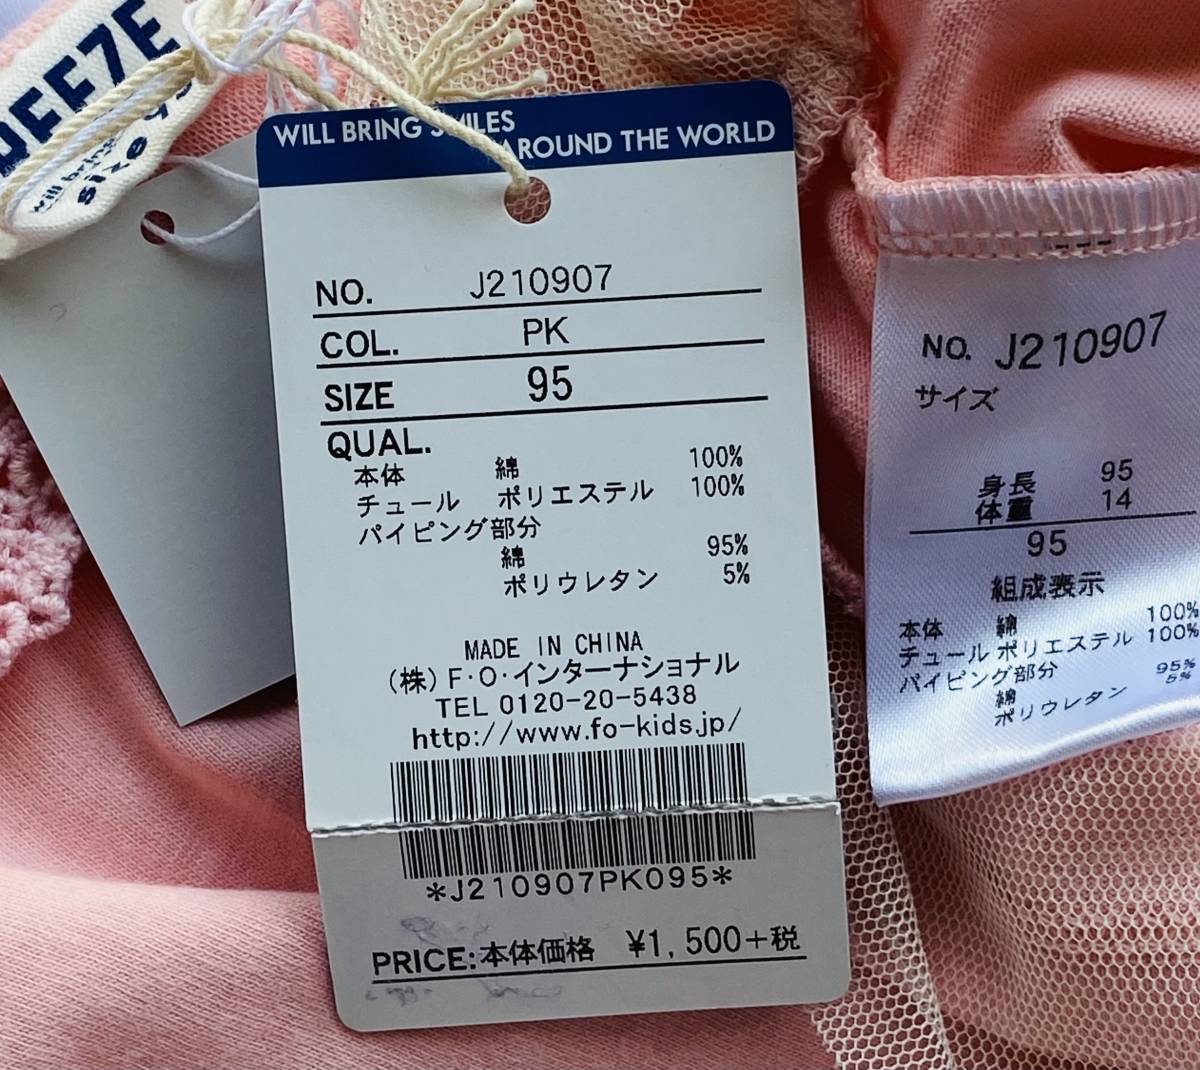 WILL BRING SMILES
AROUND THE WORLD
NO. J210907
COL. PK
SIZE 95
QUAL.
本体 綿 100%
チュール ポリエステル 100%
パイピング部分
綿 95%
ポリウレタン 5%
MADE IN CHINA
(株)F・O・インターナショナル
TEL 0120-20-5438
http://www.fo-kids.jp/
*J210907PK095*
PRICE:本体価格 ¥1,500+税
NO. J210907
サイズ
身長 95
体重 14
95
組成表示
本体 綿 100%
チュール ポリエステル 100%
パイピング部分
綿 95%
ポリウレタン 5%